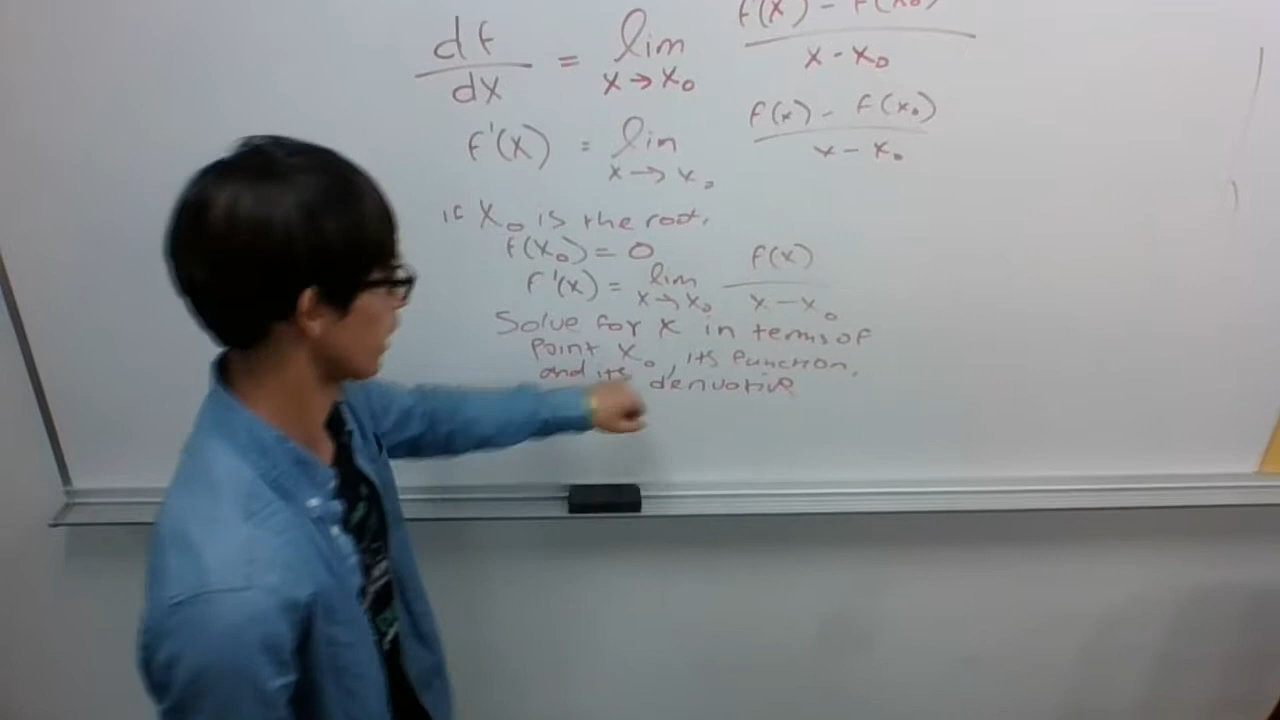 df/dx = lim x→x₀ f(x) - f(x₀) / x - x₀
f'(x) = lim x→x₀ f(x) - f(x₀) / x - x₀
if x₀ is the root,
f(x₀) = 0
f'(x) = lim x→x₀ f(x) / x - x₀
Solve for x in terms of
point x₀, its function,
and its derivative